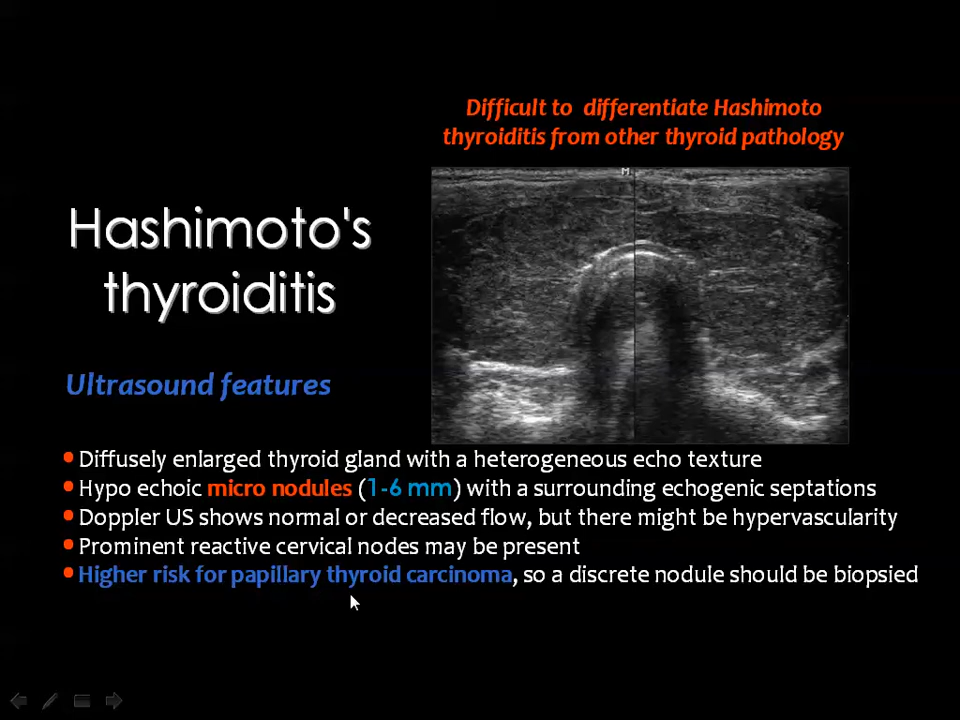 Difficult to differentiate Hashimoto
thyroiditis from other thyroid pathology
M
Hashimoto's
thyroiditis
Ultrasound features
• Diffusely enlarged thyroid gland with a heterogeneous echo texture
• Hypo echoic micro nodules (1-6 mm) with a surrounding echogenic septations
• Doppler US shows normal or decreased flow, but there might be hypervascularity
• Prominent reactive cervical nodes may be present
• Higher risk for papillary thyroid carcinoma, so a discrete nodule should be biopsied